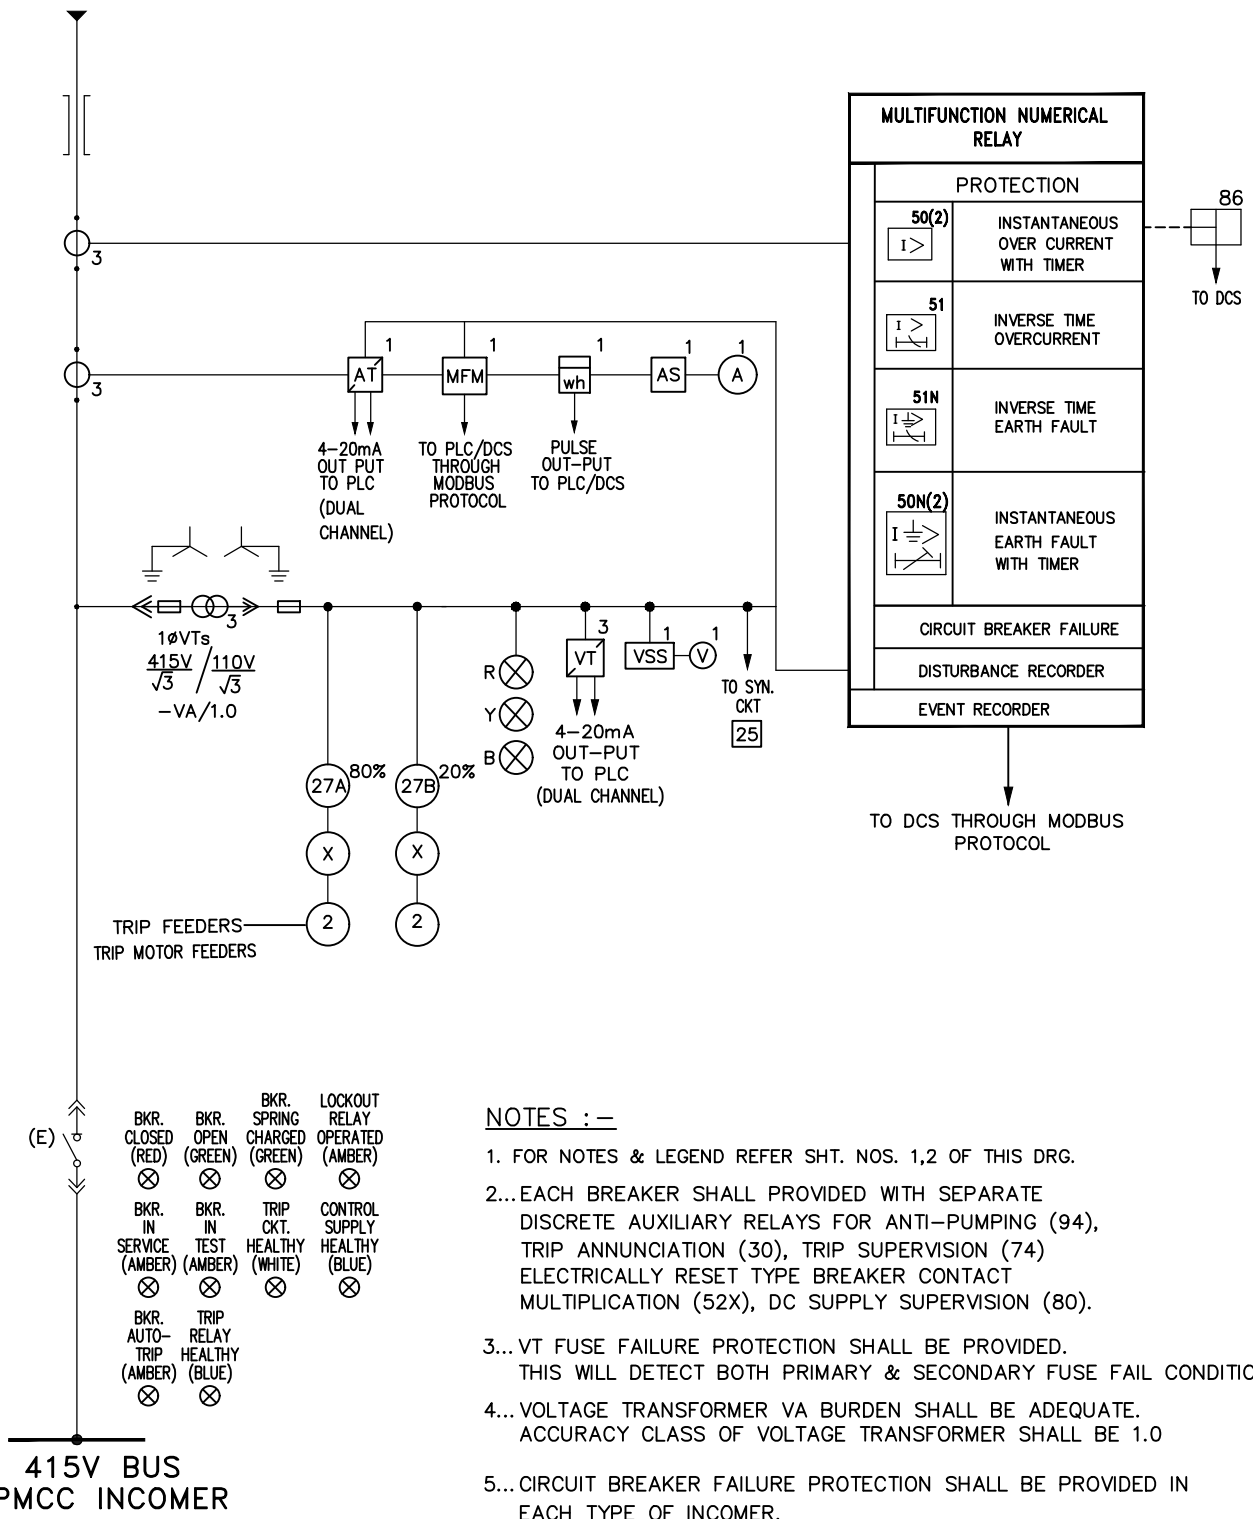 MULTIFUNCTION NUMERICAL
RELAY
PROTECTION
50(2)
I>
INSTANTANEOUS
OVER CURRENT
WITH TIMER
86
TO DCS
51
I >
INVERSE TIME
OVERCURRENT
51N
I >
INVERSE TIME
EARTH FAULT
50N(2)
I >
INSTANTANEOUS
EARTH FAULT
WITH TIMER
CIRCUIT BREAKER FAILURE
DISTURBANCE RECORDER
EVENT RECORDER
TO DCS THROUGH MODBUS
PROTOCOL
3
3
AT
1
MFM
1
wh
1
AS
1
A
1
4-20mA
OUT PUT
TO PLC
(DUAL
CHANNEL)
TO PLC/DCS
THROUGH
MODBUS
PROTOCOL
PULSE
OUT-PUT
TO PLC/DCS
3
1øVTs
415V/√3 / 110V/√3
-VA/1.0
R
Y
B
VT
3
4-20mA
OUT-PUT
TO PLC
(DUAL CHANNEL)
VSS
1
V
1
TO SYN.
CKT
25
27A
80%
27B
20%
X
X
2
2
TRIP FEEDERS
TRIP MOTOR FEEDERS
(E)
BKR.
CLOSED
(RED)
BKR.
OPEN
(GREEN)
BKR.
SPRING
CHARGED
(GREEN)
LOCKOUT
RELAY
OPERATED
(AMBER)
BKR.
IN
SERVICE
(AMBER)
BKR.
IN
TEST
(AMBER)
TRIP
CKT.
HEALTHY
(WHITE)
CONTROL
SUPPLY
HEALTHY
(BLUE)
BKR.
AUTO-
TRIP
(AMBER)
TRIP
RELAY
HEALTHY
(BLUE)
415V BUS
PMCC INCOMER
NOTES :-
1. FOR NOTES & LEGEND REFER SHT. NOS. 1,2 OF THIS DRG.
2... EACH BREAKER SHALL PROVIDED WITH SEPARATE
DISCRETE AUXILIARY RELAYS FOR ANTI-PUMPING (94),
TRIP ANNUNCIATION (30), TRIP SUPERVISION (74)
ELECTRICALLY RESET TYPE BREAKER CONTACT
MULTIPLICATION (52X), DC SUPPLY SUPERVISION (80).
3... VT FUSE FAILURE PROTECTION SHALL BE PROVIDED.
THIS WILL DETECT BOTH PRIMARY & SECONDARY FUSE FAIL CONDITIO
4... VOLTAGE TRANSFORMER VA BURDEN SHALL BE ADEQUATE.
ACCURACY CLASS OF VOLTAGE TRANSFORMER SHALL BE 1.0
5... CIRCUIT BREAKER FAILURE PROTECTION SHALL BE PROVIDED IN
EACH TYPE OF INCOMER.